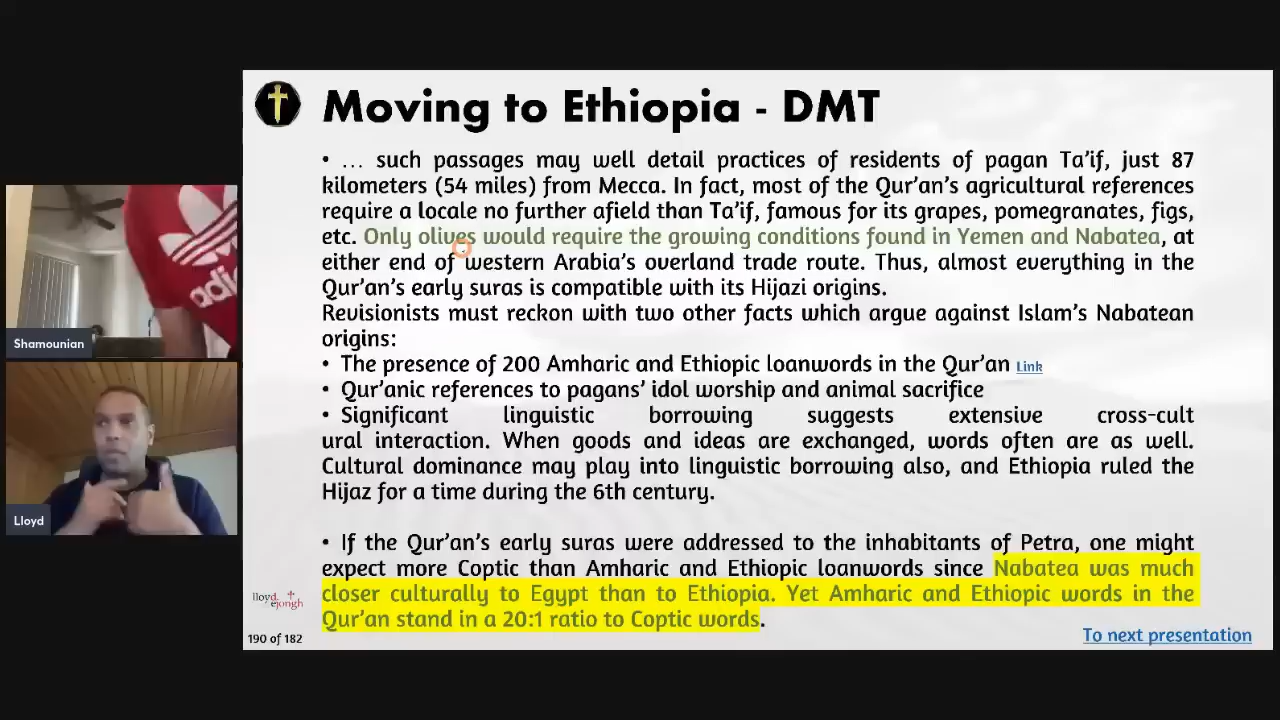 Moving to Ethiopia - DMT
• … such passages may well detail practices of residents of pagan Ta'if, just 87
kilometers (54 miles) from Mecca. In fact, most of the Qur'an's agricultural references
require a locale no further afield than Ta'if, famous for its grapes, pomegranates, figs,
etc. Only olives would require the growing conditions found in Yemen and Nabatea, at
either end of western Arabia's overland trade route. Thus, almost everything in the
Qur'an's early suras is compatible with its Hijazi origins.
Revisionists must reckon with two other facts which argue against Islam's Nabatean
origins:
• The presence of 200 Amharic and Ethiopic loanwords in the Qur'an Link
• Qur'anic references to pagans' idol worship and animal sacrifice
• Significant linguistic borrowing suggests extensive cross-cult
ural interaction. When goods and ideas are exchanged, words often are as well.
Cultural dominance may play into linguistic borrowing also, and Ethiopia ruled the
Hijaz for a time during the 6th century.
• If the Qur'an's early suras were addressed to the inhabitants of Petra, one might
expect more Coptic than Amharic and Ethiopic loanwords since Nabatea was much
closer culturally to Egypt than to Ethiopia. Yet Amharic and Ethiopic words in the
Qur'an stand in a 20:1 ratio to Coptic words.
lloyd
de jongh
190 of 182
To next presentation
adi
Shamounian
Lloyd